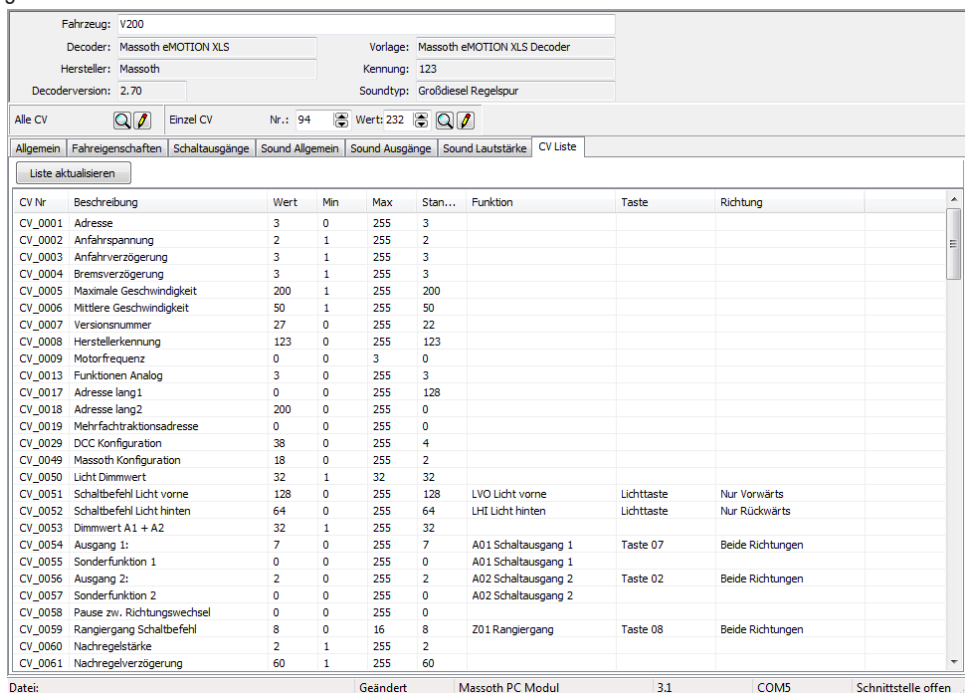 g
Fahrzeug: V200
Decoder: Massoth eMOTION XLS Vorlage: Massoth eMOTION XLS Decoder
Hersteller: Massoth Kennung: 123
Decoderversion: 2.70 Soundtyp: Großdiesel Regelspur
Alle CV Einzel CV Nr.: 94 Wert: 232
Allgemein Fahreigenschaften Schaltausgänge Sound Allgemein Sound Ausgänge Sound Lautstärke CV Liste
Liste aktualisieren
CV Nr Beschreibung Wert Min Max Stan... Funktion Taste Richtung
CV_0001 Adresse 3 0 255 3
CV_0002 Anfahrspannung 2 1 255 2
CV_0003 Anfahrverzögerung 3 1 255 3
CV_0004 Bremsverzögerung 3 1 255 3
CV_0005 Maximale Geschwindigkeit 200 1 255 200
CV_0006 Mittlere Geschwindigkeit 50 1 255 50
CV_0007 Versionsnummer 27 0 255 22
CV_0008 Herstellerkennung 123 0 255 123
CV_0009 Motorfrequenz 0 0 3 0
CV_0013 Funktionen Analog 3 0 255 3
CV_0017 Adresse lang1 0 0 255 128
CV_0018 Adresse lang2 200 0 255 0
CV_0019 Mehrfachtraktionsadresse 0 0 255 0
CV_0029 DCC Konfiguration 38 0 255 4
CV_0049 Massoth Konfiguration 18 0 255 2
CV_0050 Licht Dimmwert 32 1 32 32
CV_0051 Schaltbefehl Licht vorne 128 0 255 128 LVO Licht vorne Lichttaste Nur Vorwärts
CV_0052 Schaltbefehl Licht hinten 64 0 255 64 LHI Licht hinten Lichttaste Nur Rückwärts
CV_0053 Dimmwert A1 + A2 32 1 255 32
CV_0054 Ausgang 1: 7 0 255 7 A01 Schaltausgang 1 Taste 07 Beide Richtungen
CV_0055 Sonderfunktion 1 0 0 255 0 A01 Schaltausgang 1
CV_0056 Ausgang 2: 2 0 255 2 A02 Schaltausgang 2 Taste 02 Beide Richtungen
CV_0057 Sonderfunktion 2 0 0 255 0 A02 Schaltausgang 2
CV_0058 Pause zw. Richtungswechsel 0 0 255 0
CV_0059 Rangiergang Schaltbefehl 8 0 16 8 Z01 Rangiergang Taste 08 Beide Richtungen
CV_0060 Nachregelstärke 2 1 255 2
CV_0061 Nachregelverzögerung 60 1 255 60
Datei: Geändert Massoth PC Modul 3.1 COM5 Schnittstelle offen